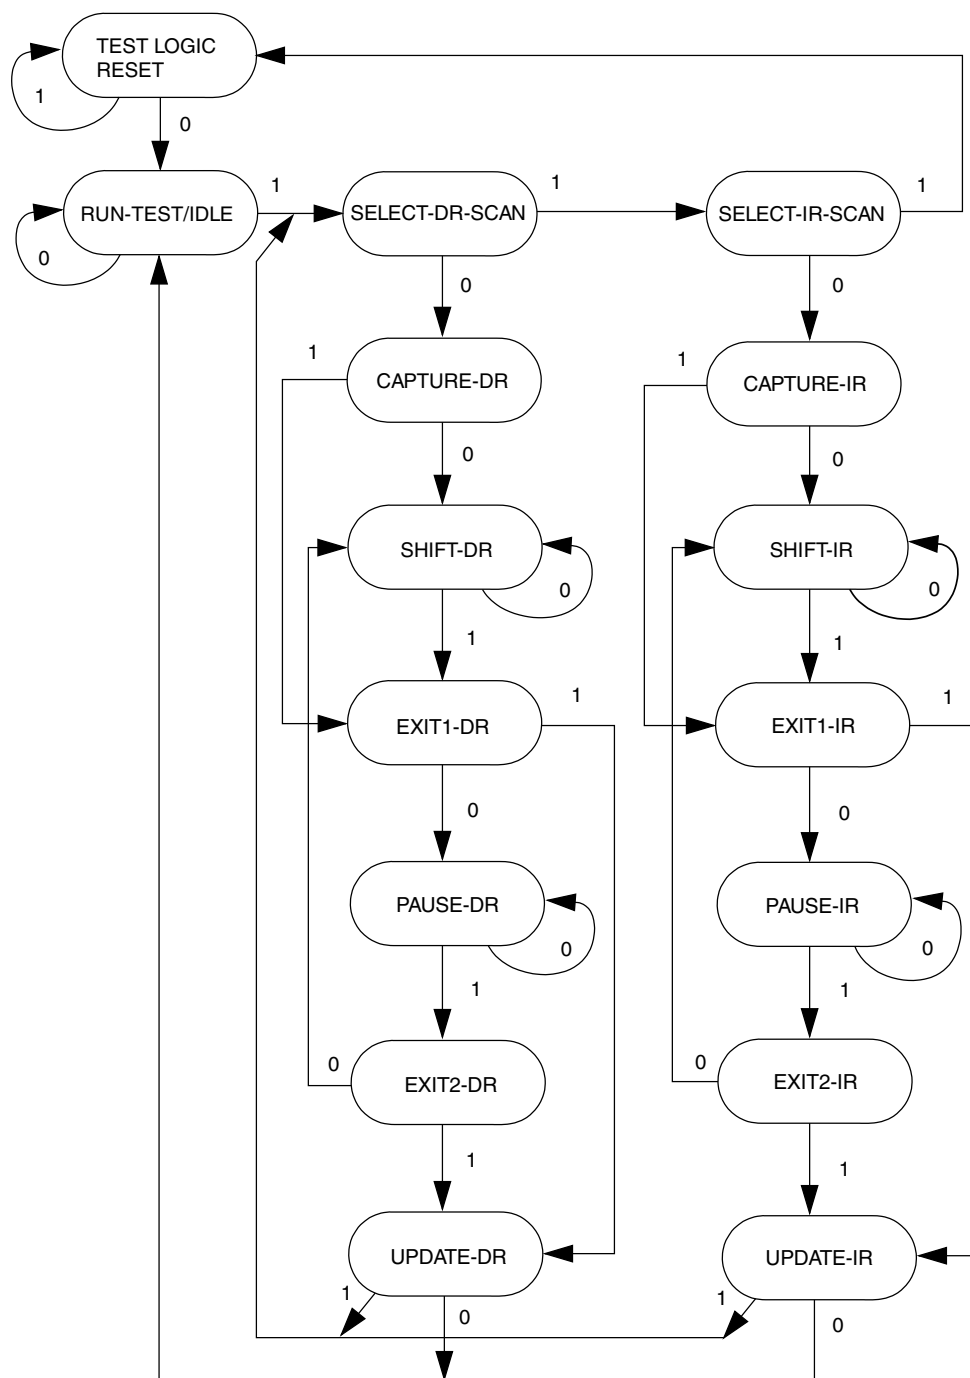 TEST LOGIC
RESET
1
0
RUN-TEST/IDLE
0
1
SELECT-DR-SCAN
1
SELECT-IR-SCAN
1
0
0
1
CAPTURE-DR
1
CAPTURE-IR
0
0
SHIFT-DR
0
SHIFT-IR
0
1
1
EXIT1-DR
1
EXIT1-IR
1
0
0
PAUSE-DR
0
PAUSE-IR
0
1
1
0
EXIT2-DR
0
EXIT2-IR
1
1
UPDATE-DR
UPDATE-IR
1
0
1
0